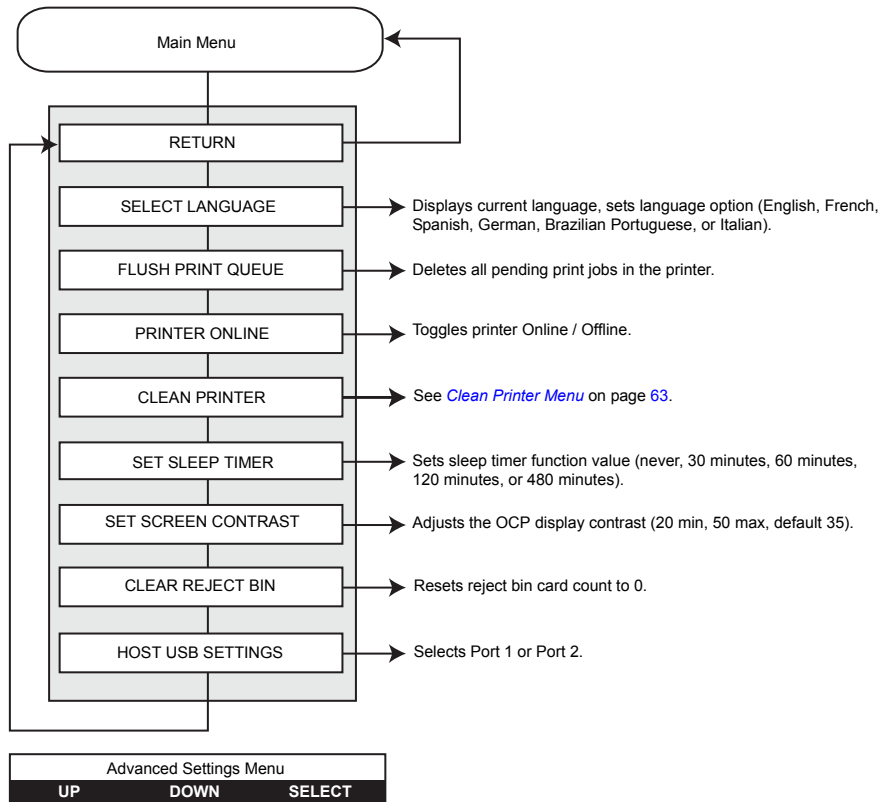 Main Menu
RETURN
SELECT LANGUAGE
Displays current language, sets language option (English, French,
Spanish, German, Brazilian Portuguese, or Italian).
FLUSH PRINT QUEUE
Deletes all pending print jobs in the printer.
PRINTER ONLINE
Toggles printer Online / Offline.
CLEAN PRINTER
See Clean Printer Menu on page 63.
SET SLEEP TIMER
Sets sleep timer function value (never, 30 minutes, 60 minutes,
120 minutes, or 480 minutes).
SET SCREEN CONTRAST
Adjusts the OCP display contrast (20 min, 50 max, default 35).
CLEAR REJECT BIN
Resets reject bin card count to 0.
HOST USB SETTINGS
Selects Port 1 or Port 2.
Advanced Settings Menu
UP DOWN SELECT